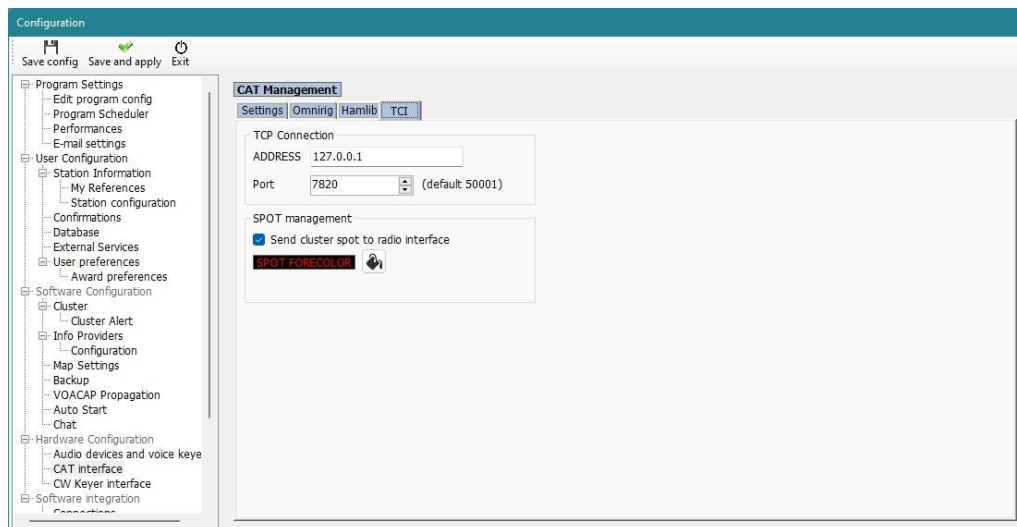 Configuration
Save config Save and apply Exit
Program Settings
Edit program config
Program Scheduler
Performances
E-mail settings
User Configuration
Station Information
My References
Station configuration
Confirmations
Database
External Services
User preferences
Award preferences
Software Configuration
Cluster
Cluster Alert
Info Providers
Configuration
Map Settings
Backup
VOACAP Propagation
Auto Start
Chat
Hardware Configuration
Audio devices and voice keye
CAT interface
CW Keyer interface
Software integration
Connections
CAT Management
Settings Omnirig Hamlib TCI
TCP Connection
ADDRESS 127.0.0.1
Port 7820 (default 50001)
SPOT management
Send cluster spot to radio interface
SPOT FORECOLOR